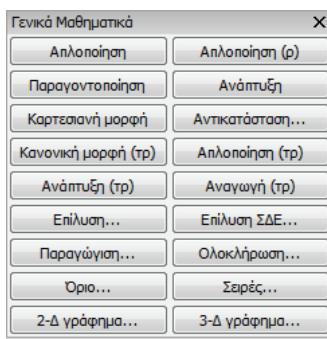 Γενικά Μαθηματικά
Απλοποίηση Απλοποίηση (ρ)
Παραγοντοποίηση Ανάπτυξη
Καρτεσιανή μορφή Αντικατάσταση...
Κανονική μορφή (τρ) Απλοποίηση (τρ)
Ανάπτυξη (τρ) Αναγωγή (τρ)
Επίλυση... Επίλυση ΣΔΕ...
Παραγώγιση... Ολοκλήρωση...
Όριο... Σειρές...
2-Δ γράφημα... 3-Δ γράφημα...